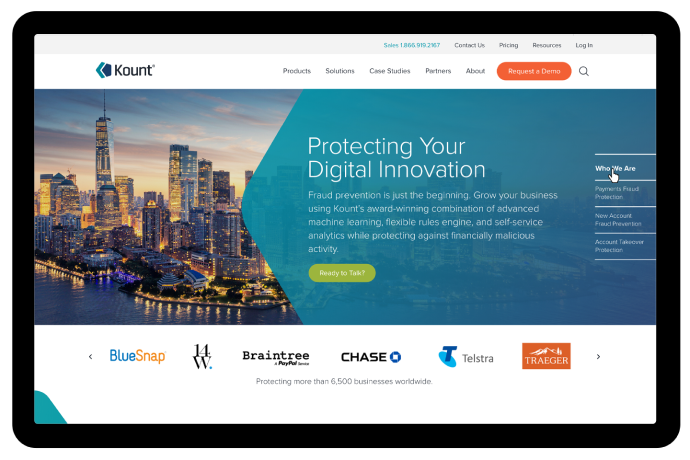 Sales 1.866.919.2167 Contact Us Pricing Resources Log In
Kount®
Products Solutions Case Studies Partners About Request a Demo
Protecting Your
Digital Innovation
Fraud prevention is just the beginning. Grow your business
using Kount's award-winning combination of advanced
machine learning, flexible rules engine, and self-service
analytics while protecting against financially malicious
activity.
Ready to Talk?
Who We Are
Payments Fraud
Protection
New Account
Fraud Prevention
Account Takeover
Protection
BlueSnap
14
W.
Braintree
A PayPal Service
CHASE
Telstra
TRAEGER
Protecting more than 6,500 businesses worldwide.